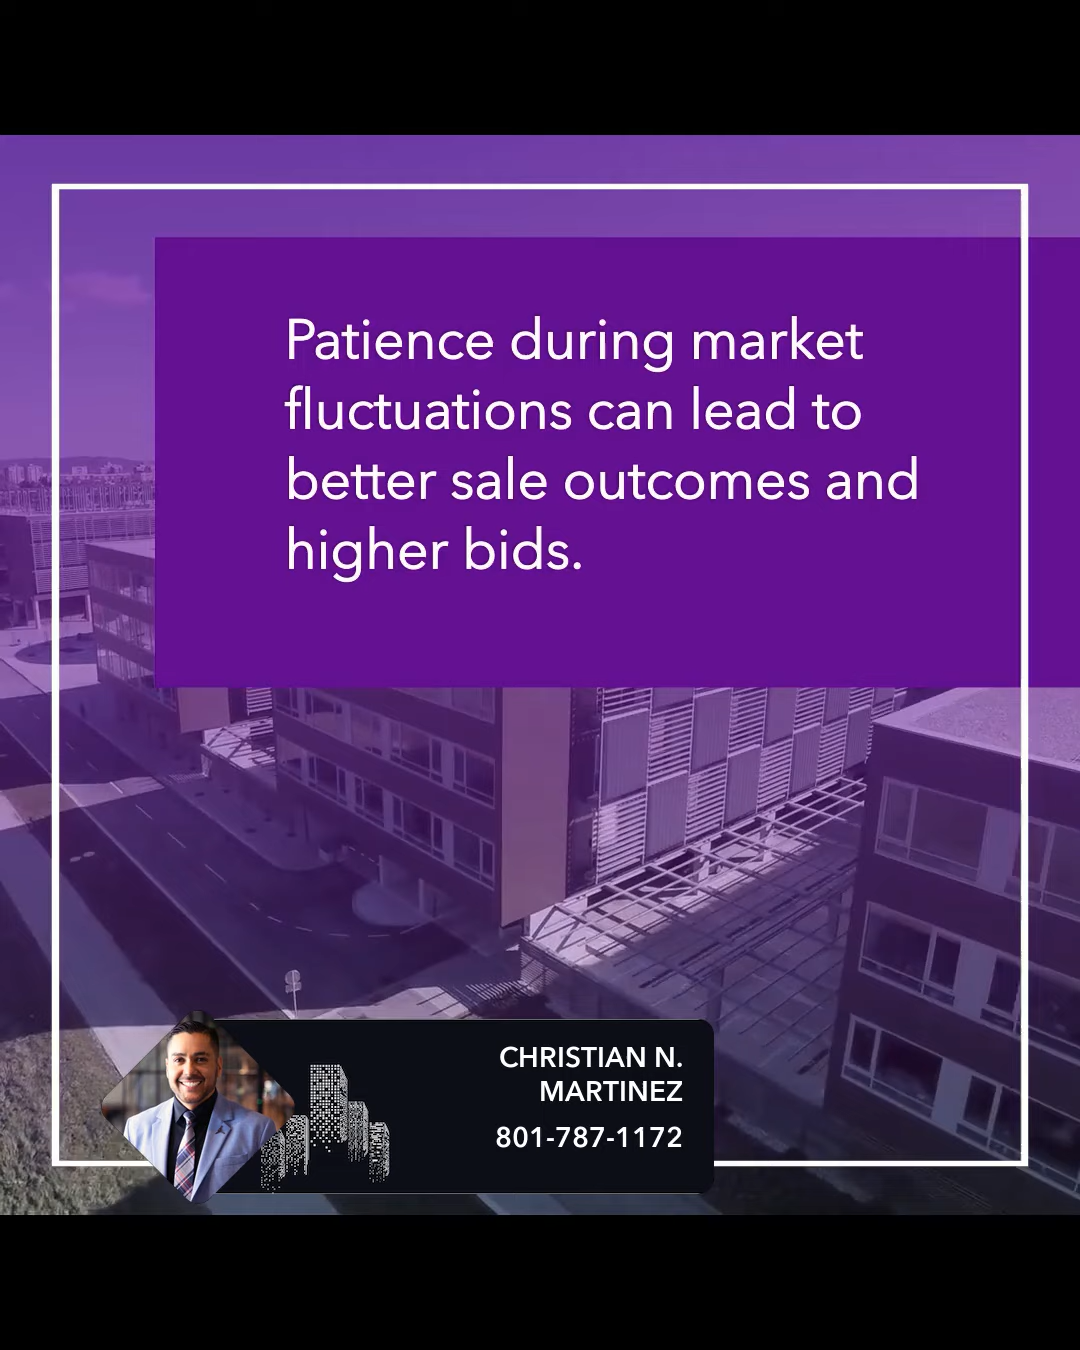 Patience during market
fluctuations can lead to
better sale outcomes and
higher bids.
CHRISTIAN N.
MARTINEZ
801-787-1172